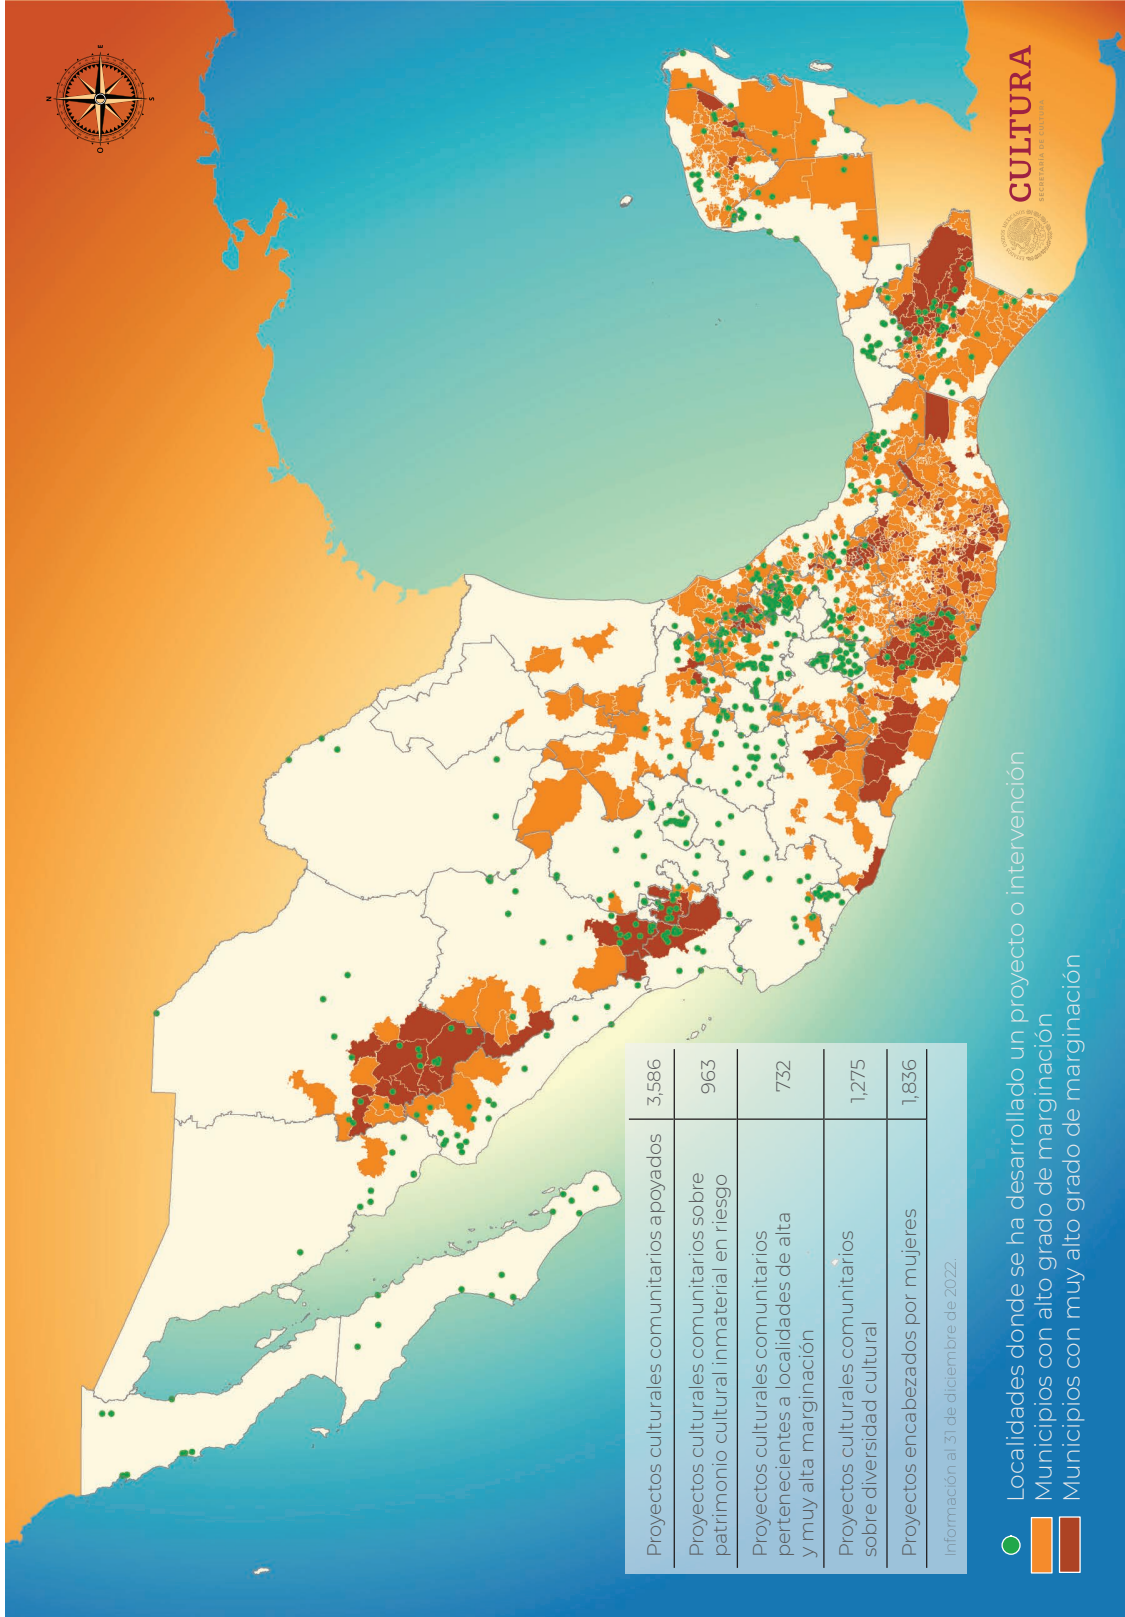 N
E
S
O
CULTURA
SECRETARÍA DE CULTURA
Proyectos culturales comunitarios apoyados 3,586
Proyectos culturales comunitarios sobre
patrimonio cultural inmaterial en riesgo 963
Proyectos culturales comunitarios
pertenecientes a localidades de alta
y muy alta marginación 732
Proyectos culturales comunitarios
sobre diversidad cultural 1,275
Proyectos encabezados por mujeres 1,836
Información al 31 de diciembre de 2022.
Localidades donde se ha desarrollado un proyecto o intervención
Municipios con alto grado de marginación
Municipios con muy alto grado de marginación